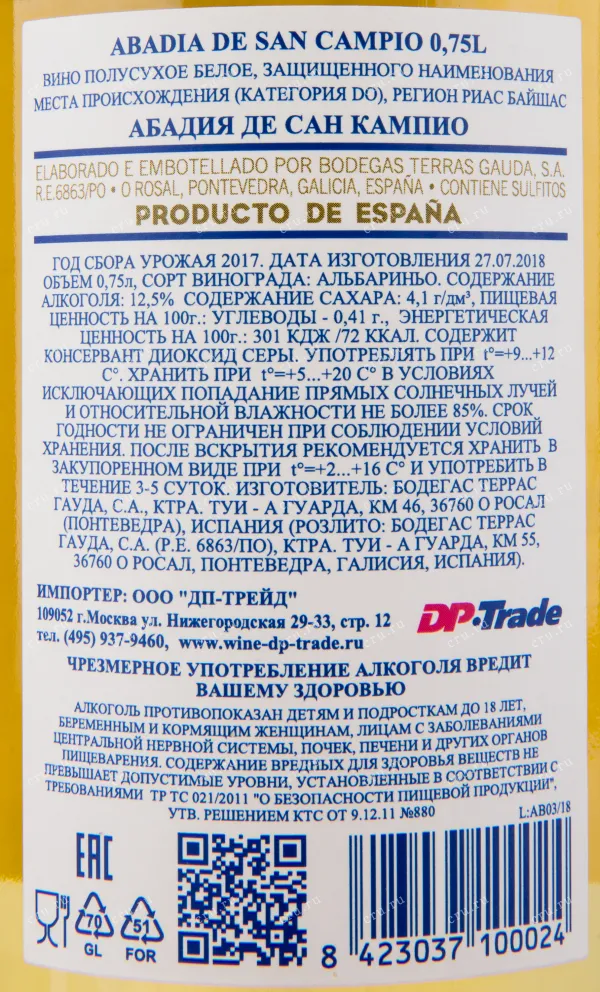 ABADIA DE SAN CAMPIO 0,75L
ВИНО ПОЛУСУХОЕ БЕЛОЕ, ЗАЩИЩЕННОГО НАИМЕНОВАНИЯ
МЕСТА ПРОИСХОЖДЕНИЯ (КАТЕГОРИЯ DO), РЕГИОН РИАС БАЙШАС
АБАДИЯ ДЕ САН КАМПИО
ELABORADO E EMBOTELLADO POR BODEGAS TERRAS GAUDA, S.A.
R.E.6863/PO • O ROSAL, PONTEVEDRA, GALICIA, ESPAÑA • CONTIENE SULFITOS
PRODUCTO DE ESPAÑA
ГОД СБОРА УРОЖАЯ 2017. ДАТА ИЗГОТОВЛЕНИЯ 27.07.2018
ОБЪЕМ 0,75л, СОРТ ВИНОГРАДА: АЛЬБАРИНЬО. СОДЕРЖАНИЕ
АЛКОГОЛЯ: 12,5% СОДЕРЖАНИЕ САХАРА: 4,1 г/дм³, ПИЩЕВАЯ
ЦЕННОСТЬ НА 100г.: УГЛЕВОДЫ - 0,41 г., ЭНЕРГЕТИЧЕСКАЯ
ЦЕННОСТЬ НА 100г.: 301 КДЖ /72 ККАЛ. СОДЕРЖИТ
КОНСЕРВАНТ ДИОКСИД СЕРЫ. УПОТРЕБЛЯТЬ ПРИ t°=+9...+12
С°. ХРАНИТЬ ПРИ t°=+5...+20 С° В УСЛОВИЯХ
ИСКЛЮЧАЮЩИХ ПОПАДАНИЕ ПРЯМЫХ СОЛНЕЧНЫХ ЛУЧЕЙ
И ОТНОСИТЕЛЬНОЙ ВЛАЖНОСТИ НЕ БОЛЕЕ 85%. СРОК
ГОДНОСТИ НЕ ОГРАНИЧЕН ПРИ СОБЛЮДЕНИИ УСЛОВИЙ
ХРАНЕНИЯ. ПОСЛЕ ВСКРЫТИЯ РЕКОМЕНДУЕТСЯ ХРАНИТЬ В
ЗАКУПОРЕННОМ ВИДЕ ПРИ t°=+2...+16 С° И УПОТРЕБИТЬ В
ТЕЧЕНИЕ 3-5 СУТОК. ИЗГОТОВИТЕЛЬ: БОДЕГАС ТЕРРАС
ГАУДА, С.А., КТРА. ТУИ - А ГУАРДА, КМ 46, 36760 О РОСАЛ
(ПОНТЕВЕДРА), ИСПАНИЯ (РОЗЛИТО: БОДЕГАС ТЕРРАС
ГАУДА, С.А. (Р.Е. 6863/ПО), КТРА. ТУИ - А ГУАРДА, КМ 55,
36760 О РОСАЛ, ПОНТЕВЕДРА, ГАЛИСИЯ, ИСПАНИЯ).
ИМПОРТЕР: ООО "ДП-ТРЕЙД"
109052 г.Москва ул. Нижегородская 29-33, стр. 12
тел. (495) 937-9460, www.wine-dp-trade.ru
DP-Trade
ЧРЕЗМЕРНОЕ УПОТРЕБЛЕНИЕ АЛКОГОЛЯ ВРЕДИТ
ВАШЕМУ ЗДОРОВЬЮ
АЛКОГОЛЬ ПРОТИВОПОКАЗАН ДЕТЯМ И ПОДРОСТКАМ ДО 18 ЛЕТ,
БЕРЕМЕННЫМ И КОРМЯЩИМ ЖЕНЩИНАМ, ЛИЦАМ С ЗАБОЛЕВАНИЯМИ
ЦЕНТРАЛЬНОЙ НЕРВНОЙ СИСТЕМЫ, ПОЧЕК, ПЕЧЕНИ И ДРУГИХ ОРГАНОВ
ПИЩЕВАРЕНИЯ. СОДЕРЖАНИЕ ВРЕДНЫХ ДЛЯ ЗДОРОВЬЯ ВЕЩЕСТВ НЕ
ПРЕВЫШАЕТ ДОПУСТИМЫЕ УРОВНИ, УСТАНОВЛЕННЫЕ В СООТВЕТСТВИИ С
ТРЕБОВАНИЯМИ ТР ТС 021/2011 "О БЕЗОПАСНОСТИ ПИЩЕВОЙ ПРОДУКЦИИ",
УТВ. РЕШЕНИЕМ КТС ОТ 9.12.11 №880
L:AB03/18
EAC
70
GL
51
FOR
8 423037 100024
cru.ru